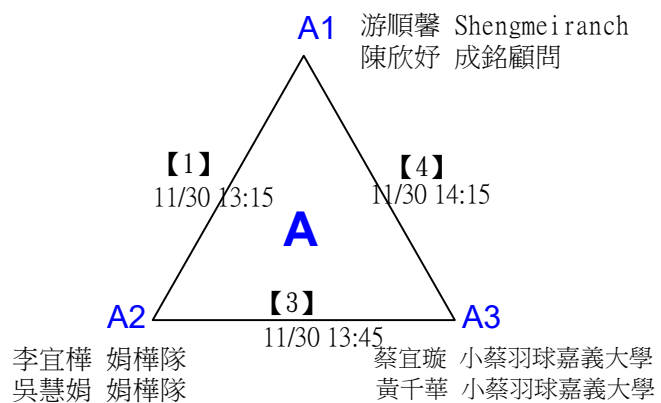 A1
游順馨 Shengmeiranch
陳欣妤 成銘顧問
【1】
11/30 13:15
【4】
11/30 14:15
A
A2
【3】
11/30 13:45
A3
李宜樺 娟樺隊
吳慧娟 娟樺隊
蔡宜璇 小蔡羽球嘉義大學
黃千華 小蔡羽球嘉義大學